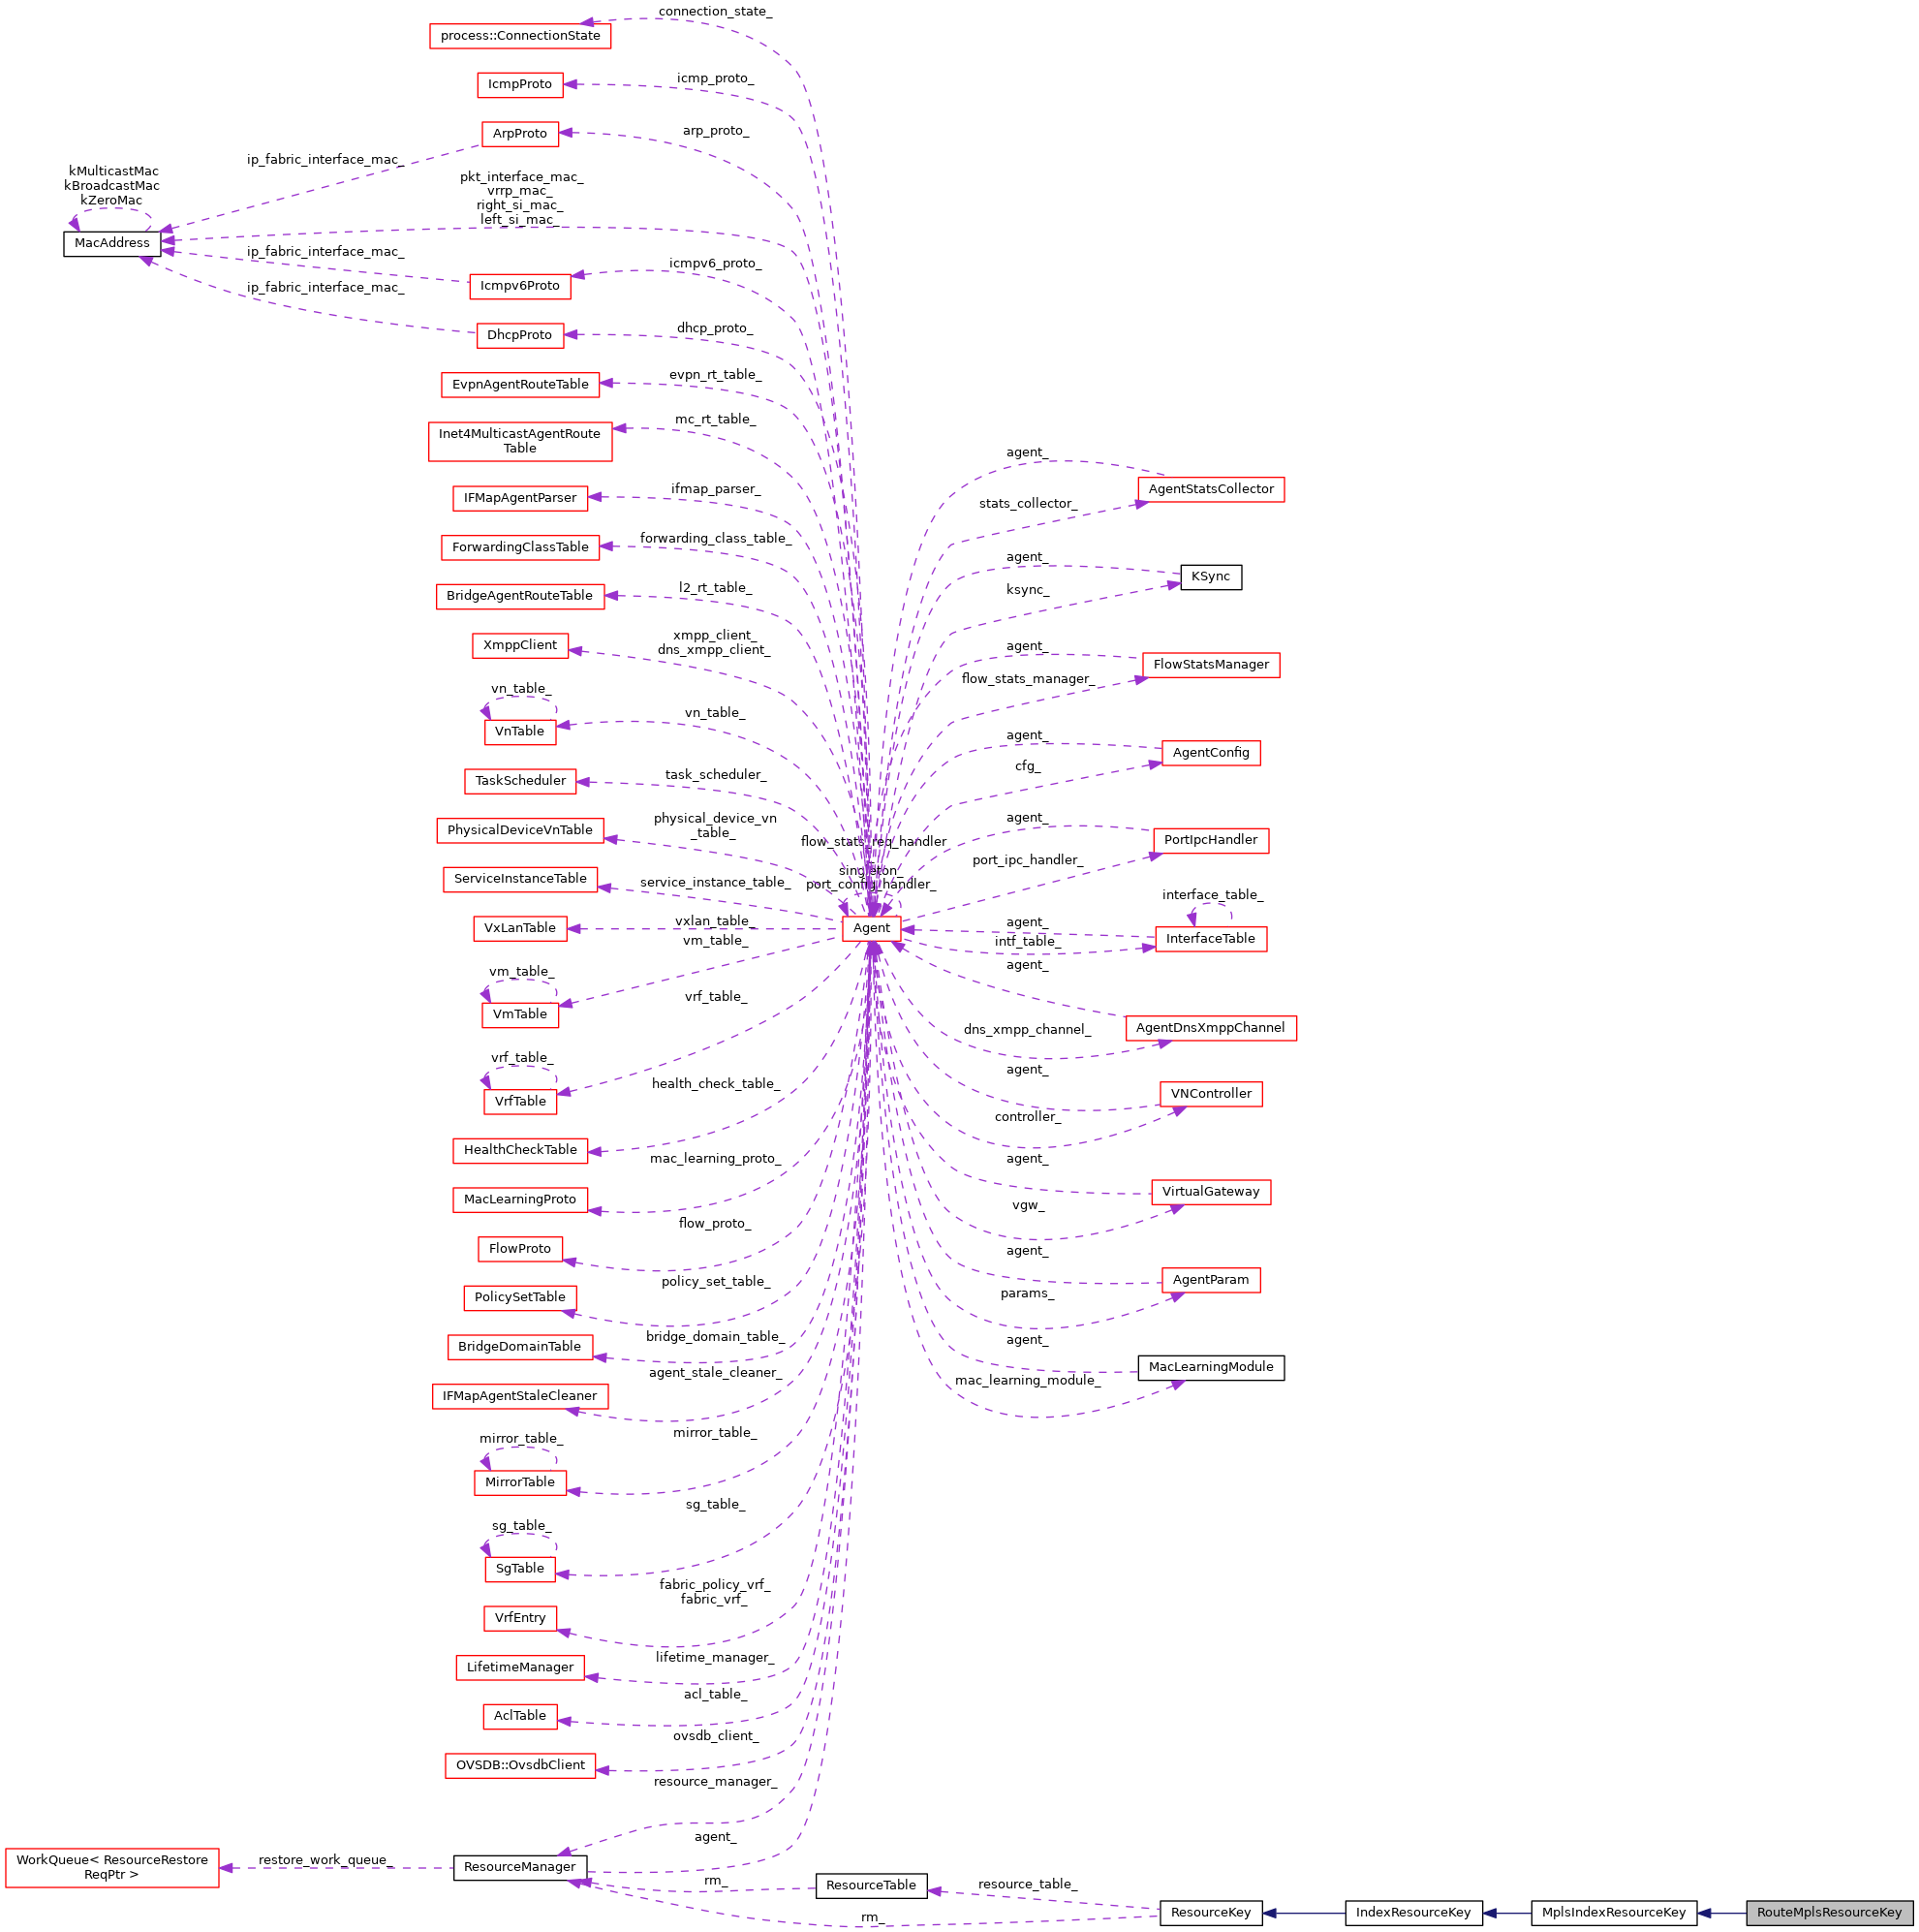 connection_state_
process::ConnectionState
icmp_proto_
IcmpProto
arp_proto_
ArpProto
ip_fabric_interface_mac_
kMulticastMac
kBroadcastMac
kZeroMac
pkt_interface_mac_
vrrp_mac_
right_si_mac_
left_si_mac_
MacAddress
ip_fabric_interface_mac_
icmpv6_proto_
Icmpv6Proto
ip_fabric_interface_mac_
dhcp_proto_
DhcpProto
evpn_rt_table_
EvpnAgentRouteTable
mc_rt_table_
Inet4MulticastAgentRoute
Table
ifmap_parser_
IFMapAgentParser
forwarding_class_table_
ForwardingClassTable
l2_rt_table_
BridgeAgentRouteTable
xmpp_client_
dns_xmpp_client_
XmppClient
vn_table_
vn_table_
VnTable
task_scheduler_
TaskScheduler
physical_device_vn
_table_
PhysicalDeviceVnTable
service_instance_table_
ServiceInstanceTable
vxlan_table_
VxLanTable
vm_table_
vm_table_
VmTable
vrf_table_
vrf_table_
VrfTable
health_check_table_
HealthCheckTable
mac_learning_proto_
MacLearningProto
flow_proto_
FlowProto
policy_set_table_
PolicySetTable
bridge_domain_table_
BridgeDomainTable
agent_stale_cleaner_
IFMapAgentStaleCleaner
mirror_table_
mirror_table_
MirrorTable
sg_table_
sg_table_
SgTable
fabric_policy_vrf_
fabric_vrf_
VrfEntry
lifetime_manager_
LifetimeManager
acl_table_
AclTable
ovsdb_client_
OVSDB::OvsdbClient
resource_manager_
agent_
WorkQueue< ResourceRestore
ReqPtr >
restore_work_queue_
ResourceManager
flow_stats_req_handler
_
singleton_
port_config_handler_
Agent
agent_
AgentStatsCollector
stats_collector_
agent_
KSync
ksync_
agent_
FlowStatsManager
flow_stats_manager_
agent_
AgentConfig
cfg_
agent_
PortIpcHandler
port_ipc_handler_
interface_table_
agent_
InterfaceTable
intf_table_
agent_
AgentDnsXmppChannel
dns_xmpp_channel_
agent_
VNController
controller_
agent_
VirtualGateway
vgw_
agent_
AgentParam
params_
agent_
MacLearningModule
mac_learning_module_
rm_
ResourceTable
resource_table_
rm_
ResourceKey
IndexResourceKey
MplsIndexResourceKey
RouteMplsResourceKey